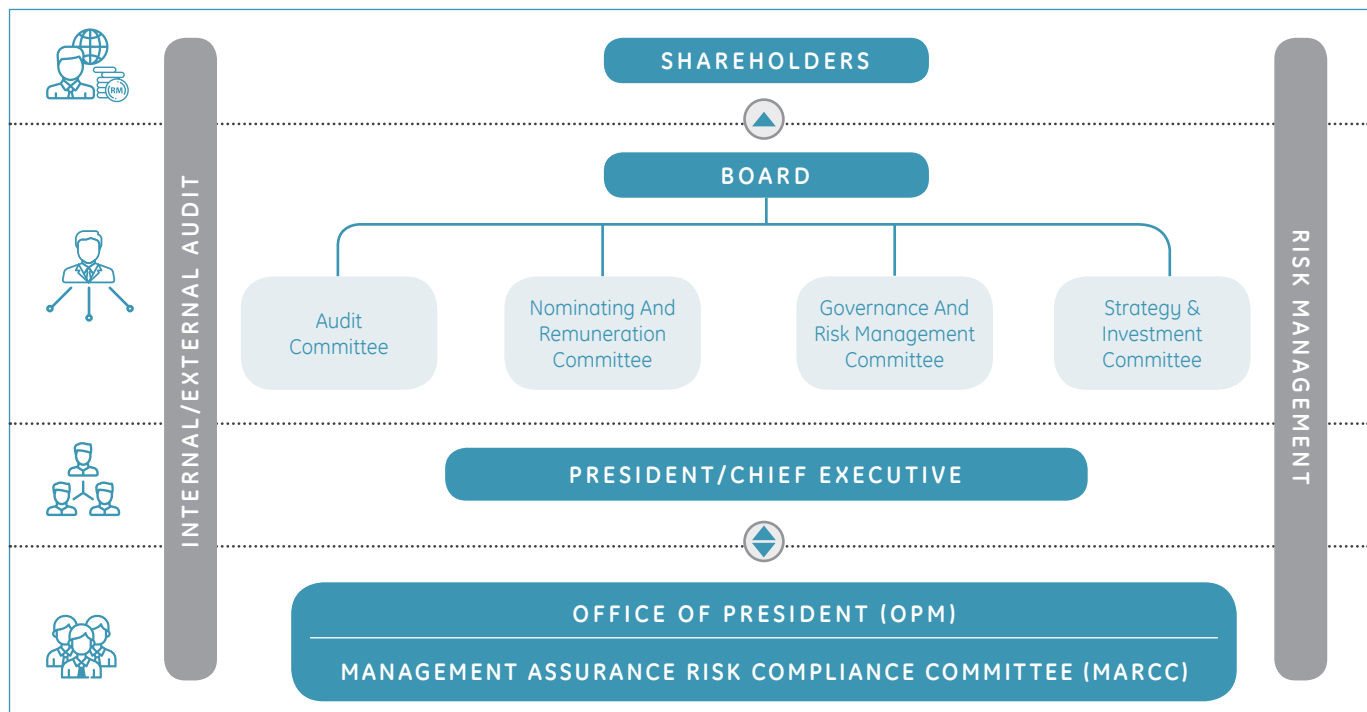 SHAREHOLDERS
(RM)
INTERNAL/EXTERNAL AUDIT
RISK MANAGEMENT
BOARD
Audit
Committee
Nominating And
Remuneration
Committee
Governance And
Risk Management
Committee
Strategy &
Investment
Committee
PRESIDENT/CHIEF EXECUTIVE
OFFICE OF PRESIDENT (OPM)
MANAGEMENT ASSURANCE RISK COMPLIANCE COMMITTEE (MARCC)